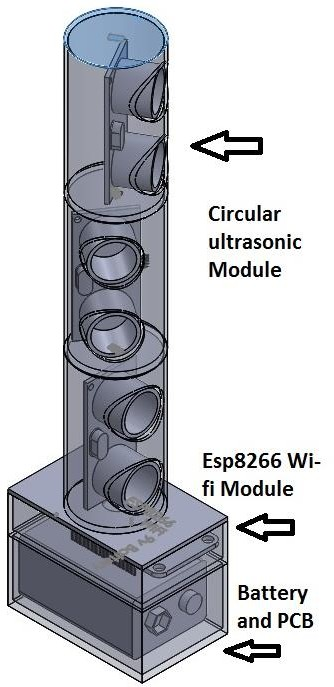 Circular
ultrasonic
Module
Esp8266 Wi-
fi Module
Battery
and PCB